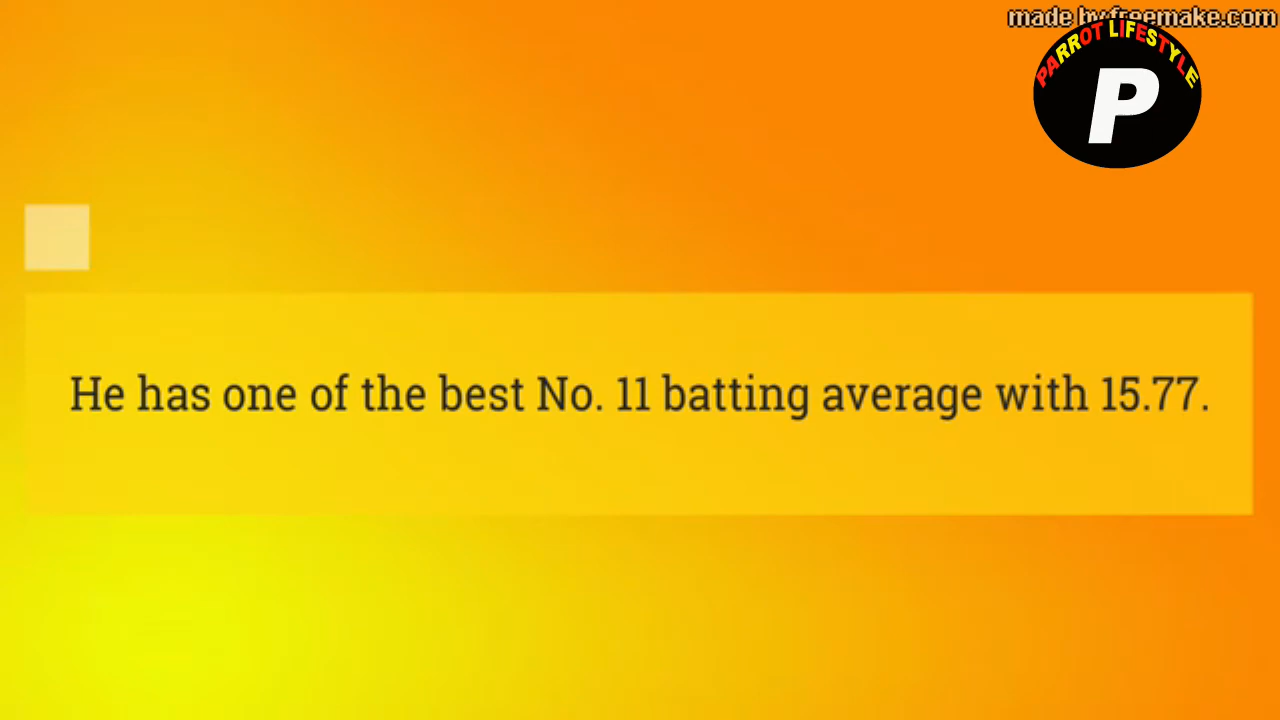 made by freemake.com
PARROT LIFESTYLE
P
He has one of the best No. 11 batting average with 15.77.